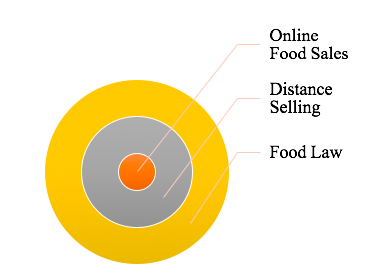 Online
Food Sales
Distance
Selling
Food Law